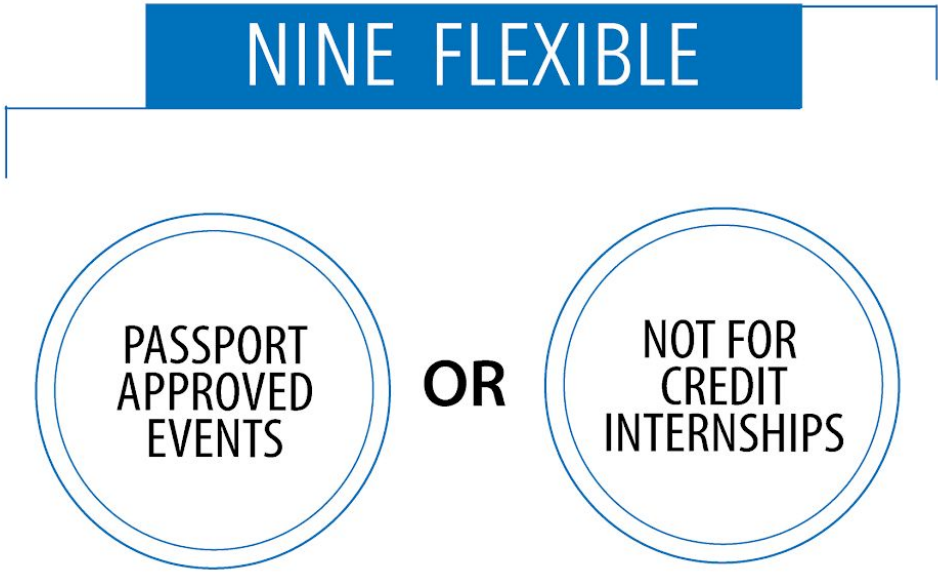 NINE FLEXIBLE
PASSPORT
APPROVED
EVENTS
OR
NOT FOR
CREDIT
INTERNSHIPS